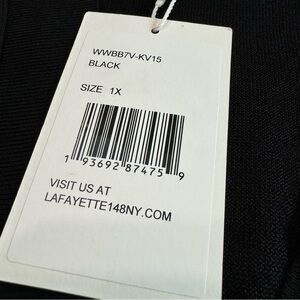 WWBB7V-KV15
BLACK
SIZE 1X
1 93692 87475 9
VISIT US AT
LAFAYETTE148NY.COM